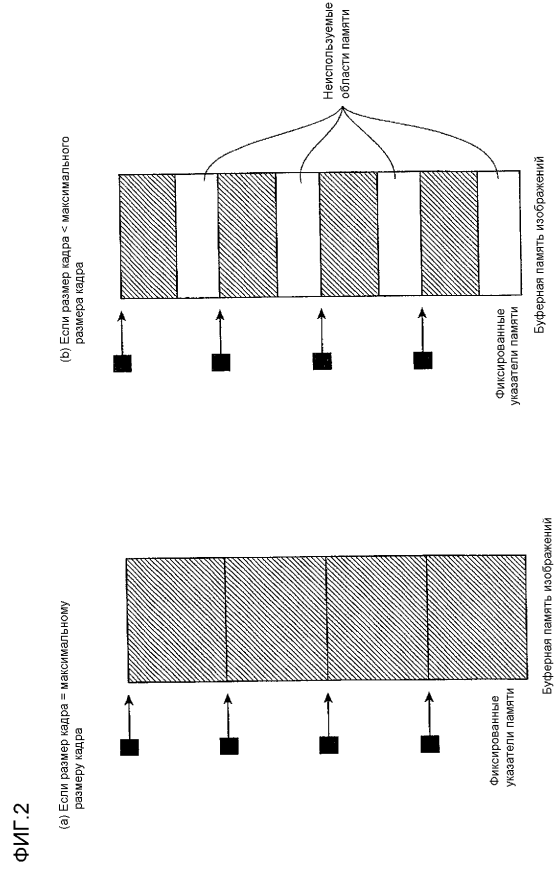 ФИГ.2
(a) Если размер кадра = максимальному
размеру кадра
Фиксированные
указатели памяти
Буферная память изображений
(b) Если размер кадра < максимального
размера кадра
Неиспользуемые
области памяти
Фиксированные
указатели памяти
Буферная память изображений